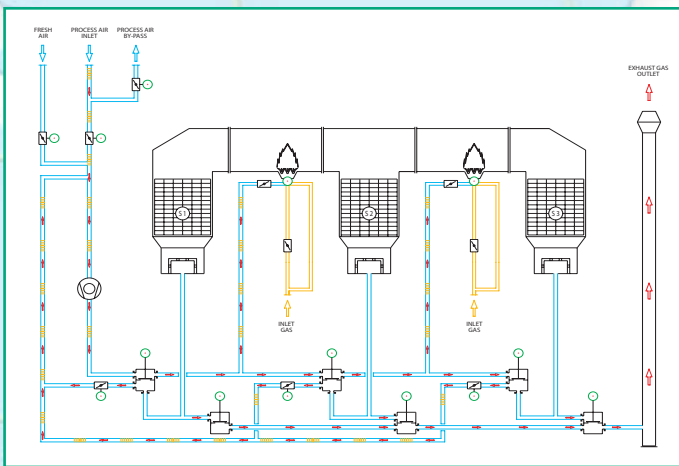 FRESH
AIR
PROCESS AIR
INLET
PROCESS AIR
BY-PASS
EXHAUST GAS
OUTLET
S1
S2
S3
INLET
GAS
INLET
GAS